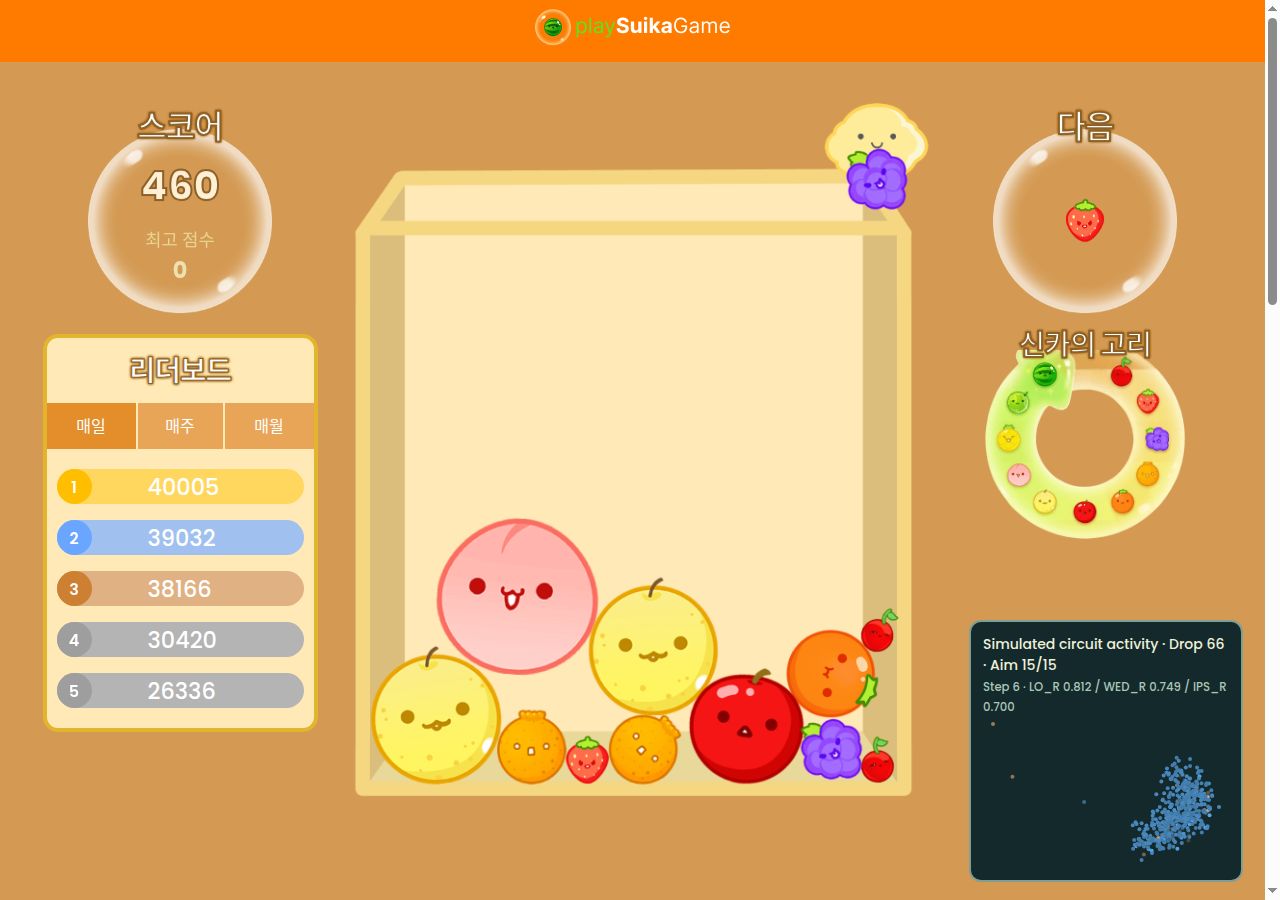 playSuikaGame
스코어
460
최고 점수
0
다음
리더보드
매일 매주 매월
1 40005
2 39032
3 38166
4 30420
5 26336
신카의 고리
Simulated circuit activity · Drop 66
· Aim 15/15
Step 6 · LO_R 0.812 / WED_R 0.749 / IPS_R
0.700